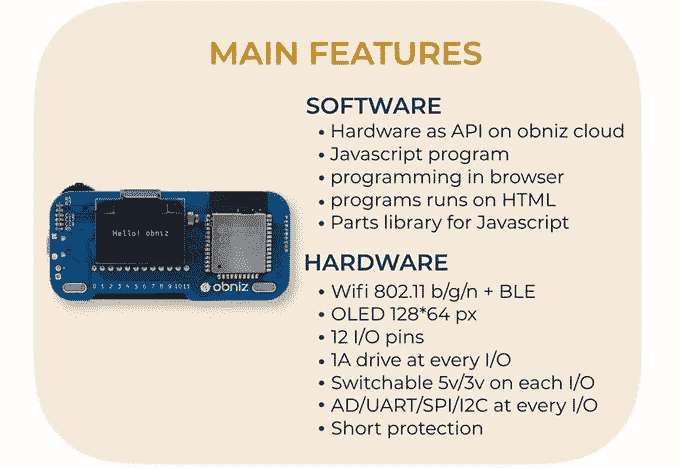 MAIN FEATURES
SOFTWARE
• Hardware as API on obniz cloud
• Javascript program
• programming in browser
• programs runs on HTML
• Parts library for Javascript
Hello! obniz
0 1 2 3 4 5 6 7 8 9 10 11
obniz
HARDWARE
• Wifi 802.11 b/g/n + BLE
• OLED 128*64 px
• 12 I/O pins
• 1A drive at every I/O
• Switchable 5v/3v on each I/O
• AD/UART/SPI/I2C at every I/O
• Short protection